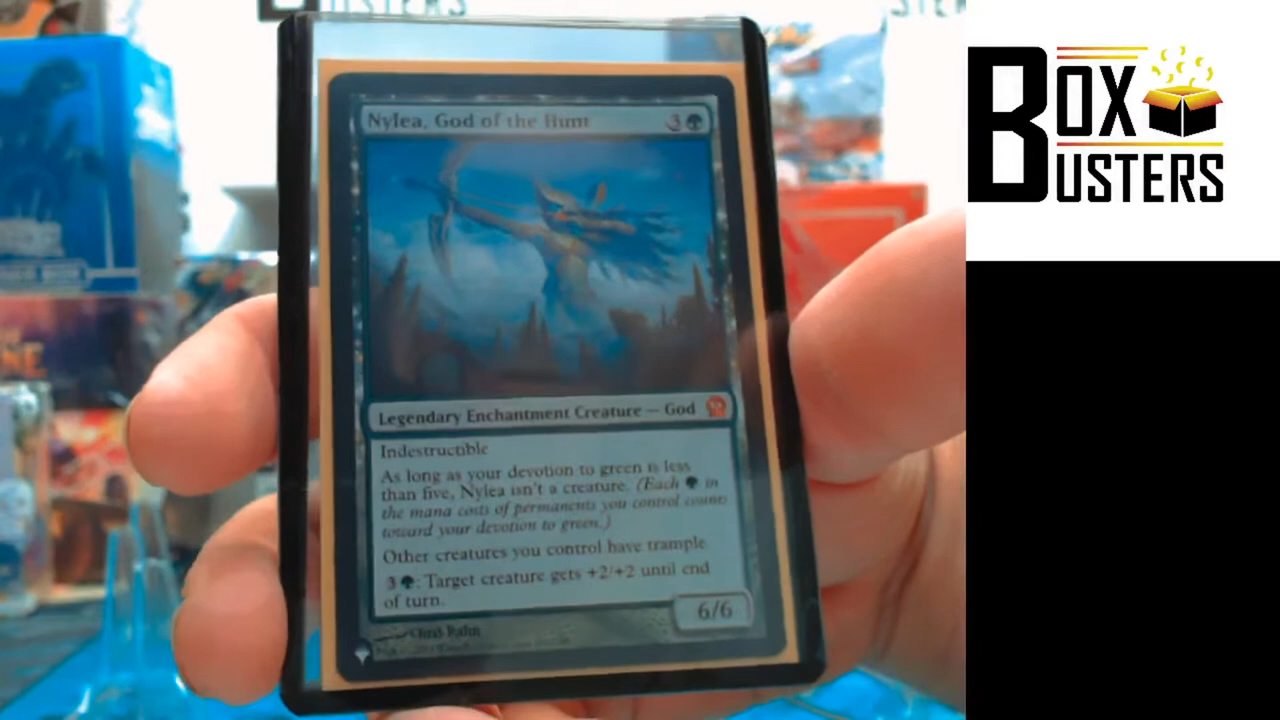 BOX
BUSTERS
Nylea, God of the Hunt 3
Legendary Enchantment Creature — God
Indestructible
As long as your devotion to green is less
than five, Nylea isn't a creature. (Each in
the mana costs of permanents you control counts
toward your devotion to green.)
Other creatures you control have trample
3 : Target creature gets +2/+2 until end
of turn.
6/6
Chris Rahn